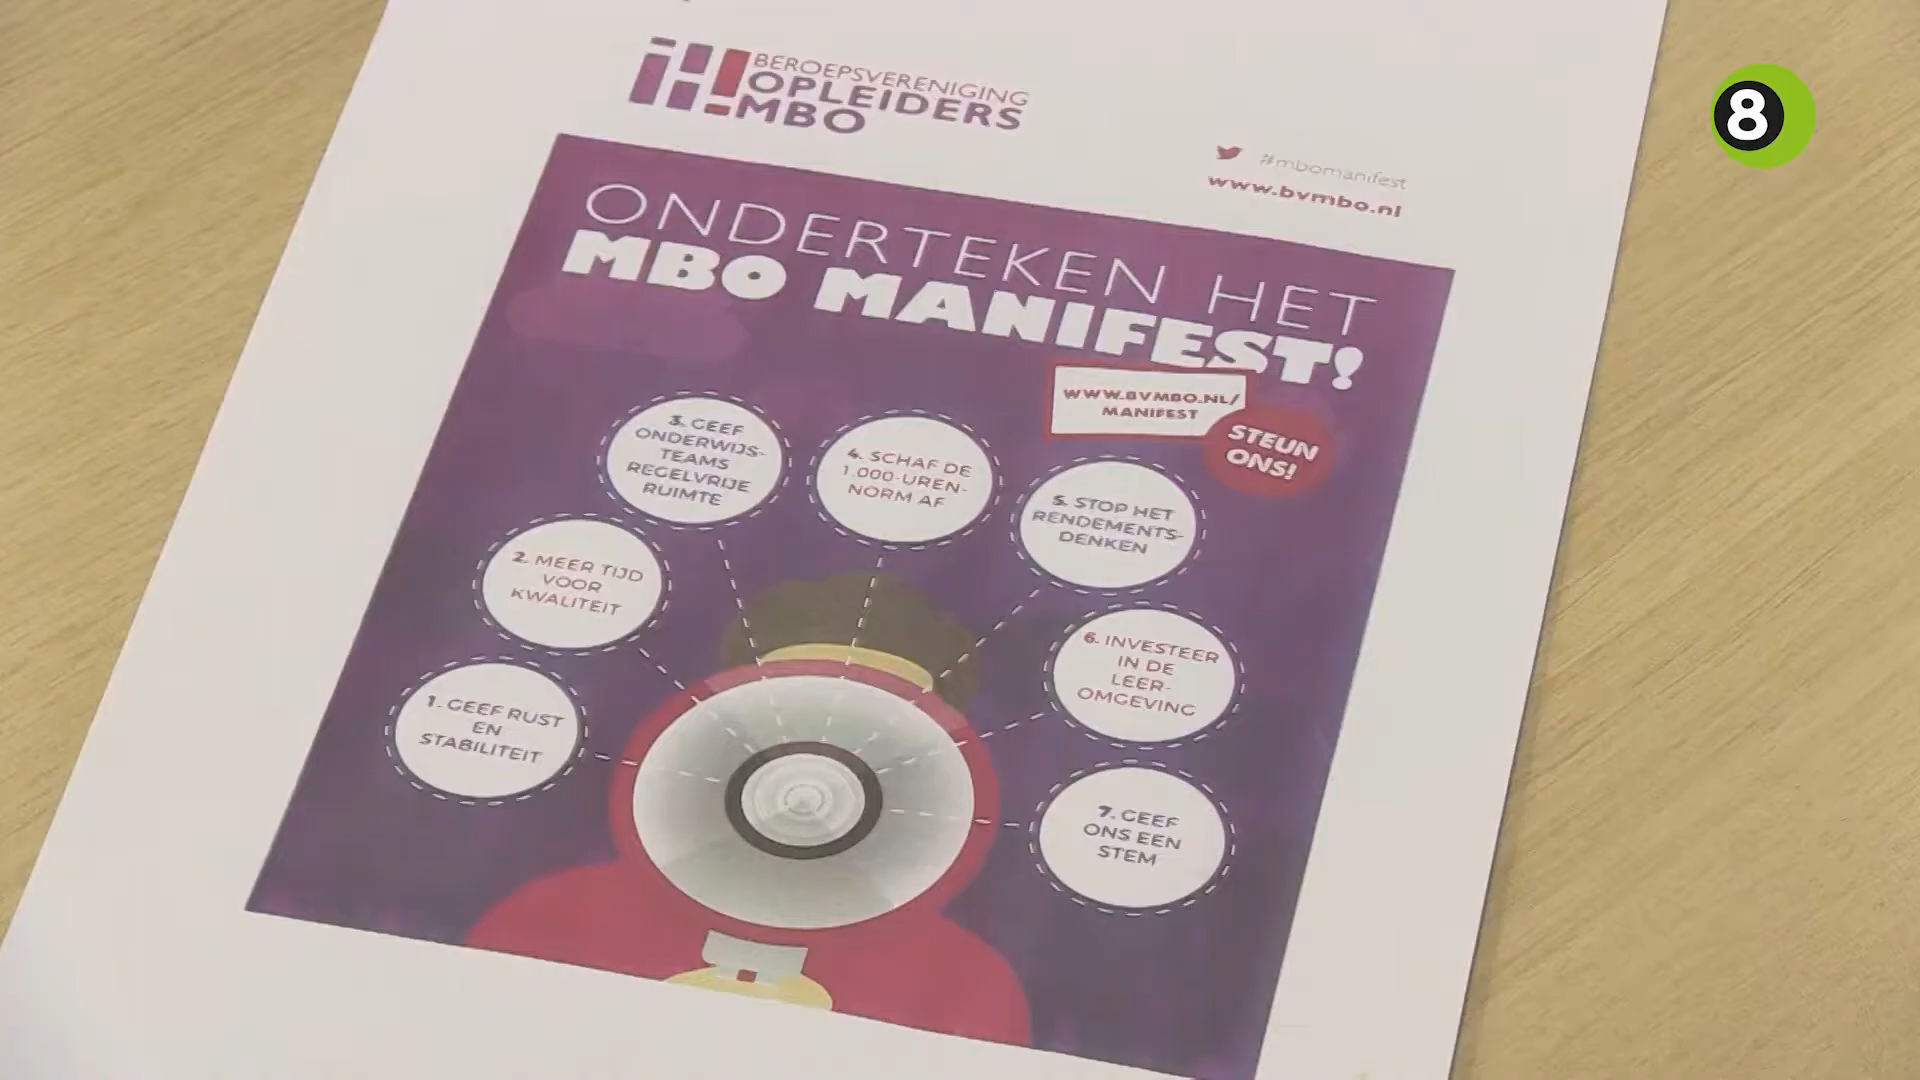 BEROEPSVERENIGING
OPLEIDERS
MBO
8
#mbomanifest
www.bvmbo.nl
ONDERTEKEN HET
MBO MANIFEST!
WWW.BVMBO.NL/
MANIFEST
STEUN
ONS!
3. GEEF
ONDERWIJS-
TEAMS
REGELVRIJE
RUIMTE
4. SCHAF DE
1.000-UREN-
NORM AF
5. STOP HET
RENDEMENTS-
DENKEN
2. MEER TIJD
VOOR
KWALITEIT
6. INVESTEER
IN DE
LEER-
OMGEVING
1. GEEF RUST
EN
STABILITEIT
7. GEEF
ONS EEN
STEM